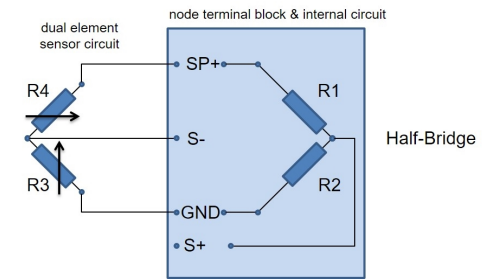 node terminal block & internal circuit
dual element
sensor circuit
SP+
R4
R1
S-
Half-Bridge
R3
R2
GND
S+